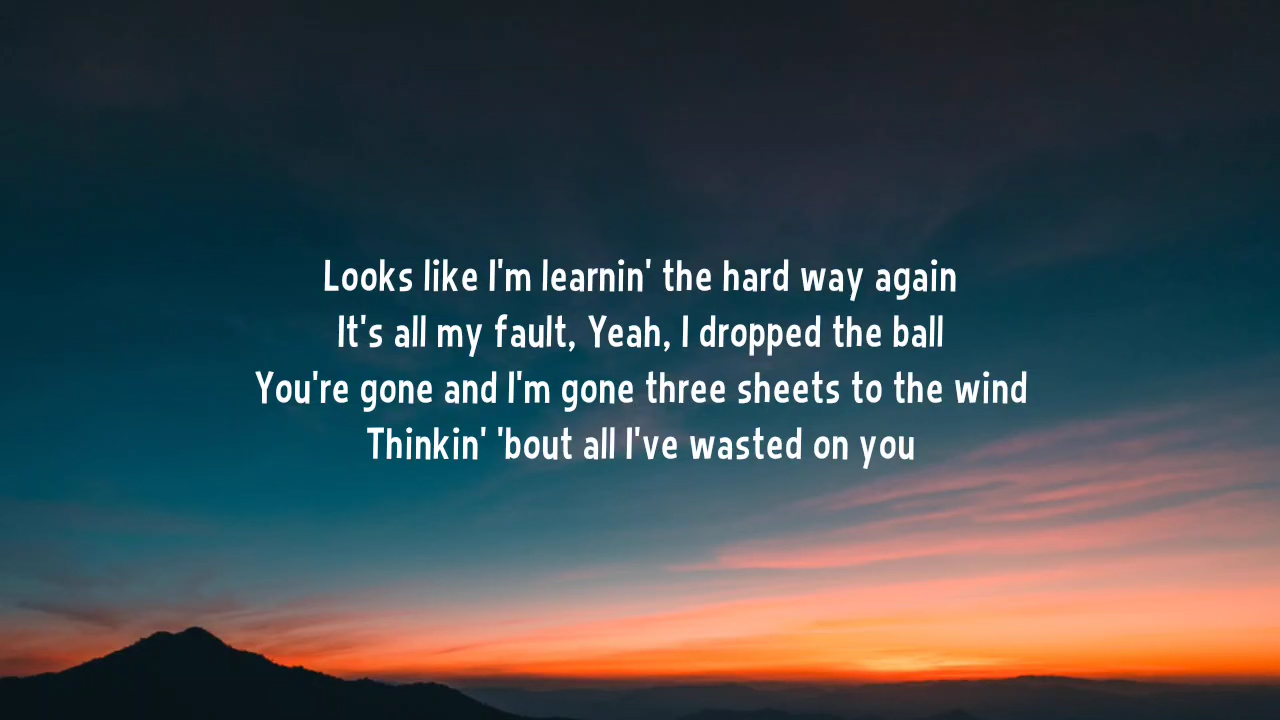 Looks like I'm learnin' the hard way again
It's all my fault, Yeah, I dropped the ball
You're gone and I'm gone three sheets to the wind
Thinkin' 'bout all I've wasted on you